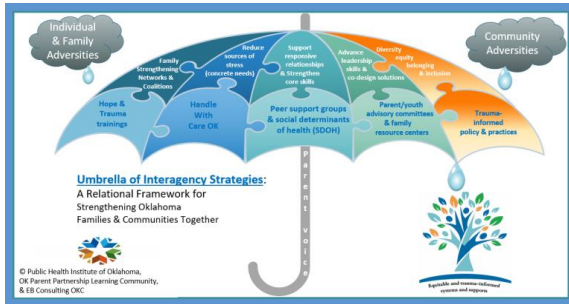 Individual
& Family
Adversities
Community
Adversities
Family
Strengthening
Networks &
Coalitions
Reduce
sources of
stress
(concrete needs)
Support
responsive
relationships
& Strengthen
core skills
Advance
leadership
skills &
co-design solutions
Diversity
equity
belonging
& Inclusion
Hope &
Trauma
trainings
Handle
With
Care OK
Peer support groups
& social determinants
of health (SDOH)
Parent/youth
advisory committees
& family
resource centers
Trauma-
informed
policy & practices
parent voice
Umbrella of Interagency Strategies:
A Relational Framework for
Strengthening Oklahoma
Families & Communities Together
© Public Health Institute of Oklahoma,
OK Parent Partnership Learning Community,
& EB Consulting OKC
Equitable and trauma-informed
systems and supports